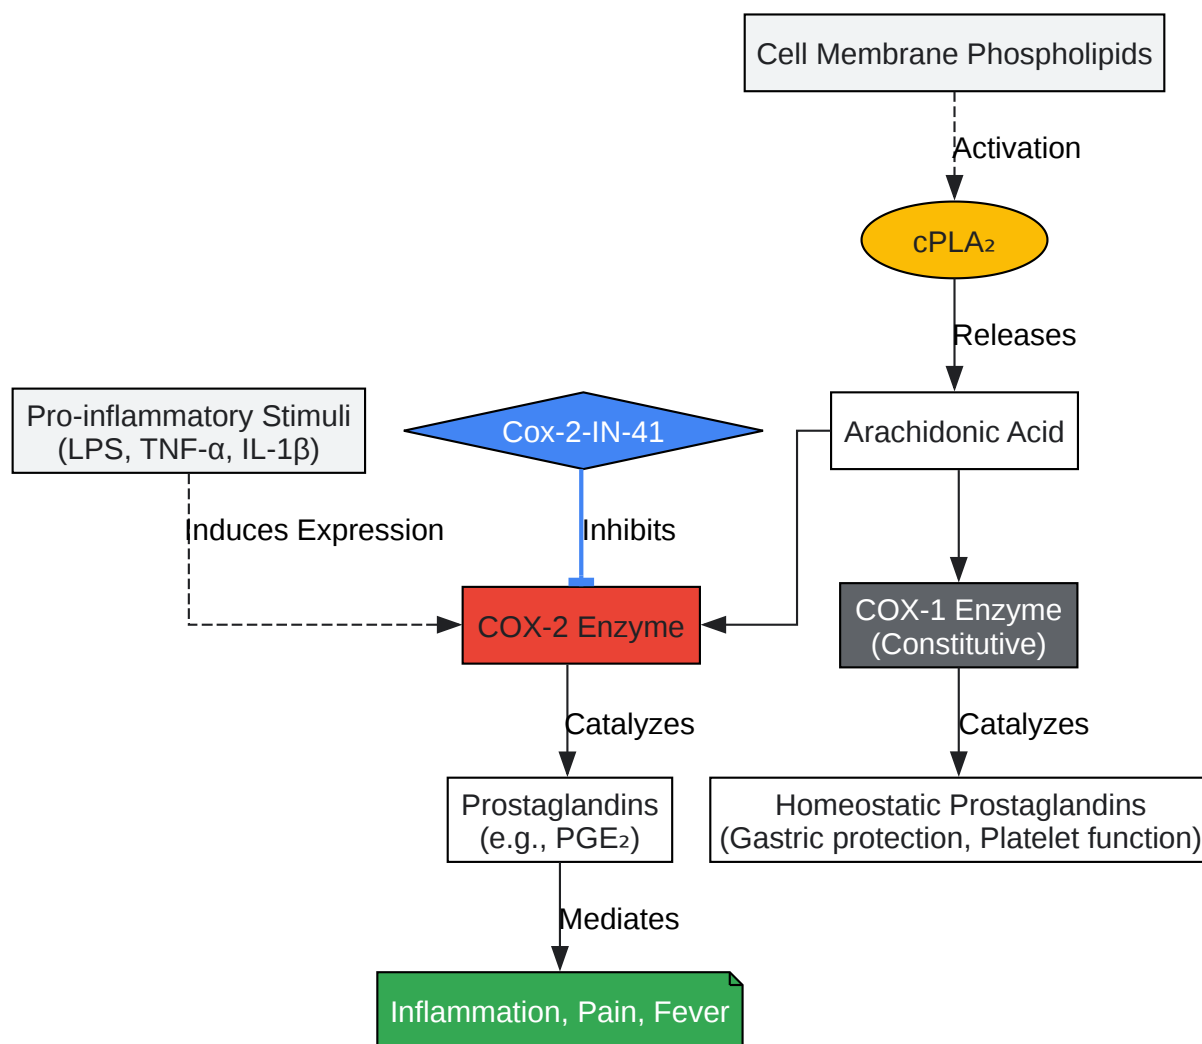 Cell Membrane Phospholipids
Activation
cPLA₂
Releases
Pro-inflammatory Stimuli
(LPS, TNF-α, IL-1β)
Cox-2-IN-41
Arachidonic Acid
Induces Expression
Inhibits
COX-2 Enzyme
COX-1 Enzyme
(Constitutive)
Catalyzes
Catalyzes
Prostaglandins
(e.g., PGE₂)
Homeostatic Prostaglandins
(Gastric protection, Platelet function)
Mediates
Inflammation, Pain, Fever